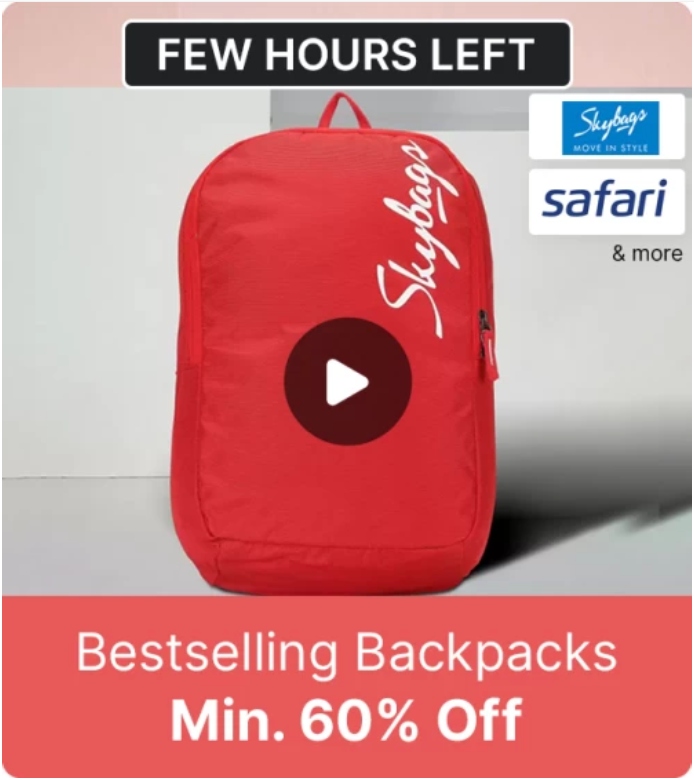 FEW HOURS LEFT
Skybags
MOVE IN STYLE
safari
& more
Skybags
Bestselling Backpacks
Min. 60% Off